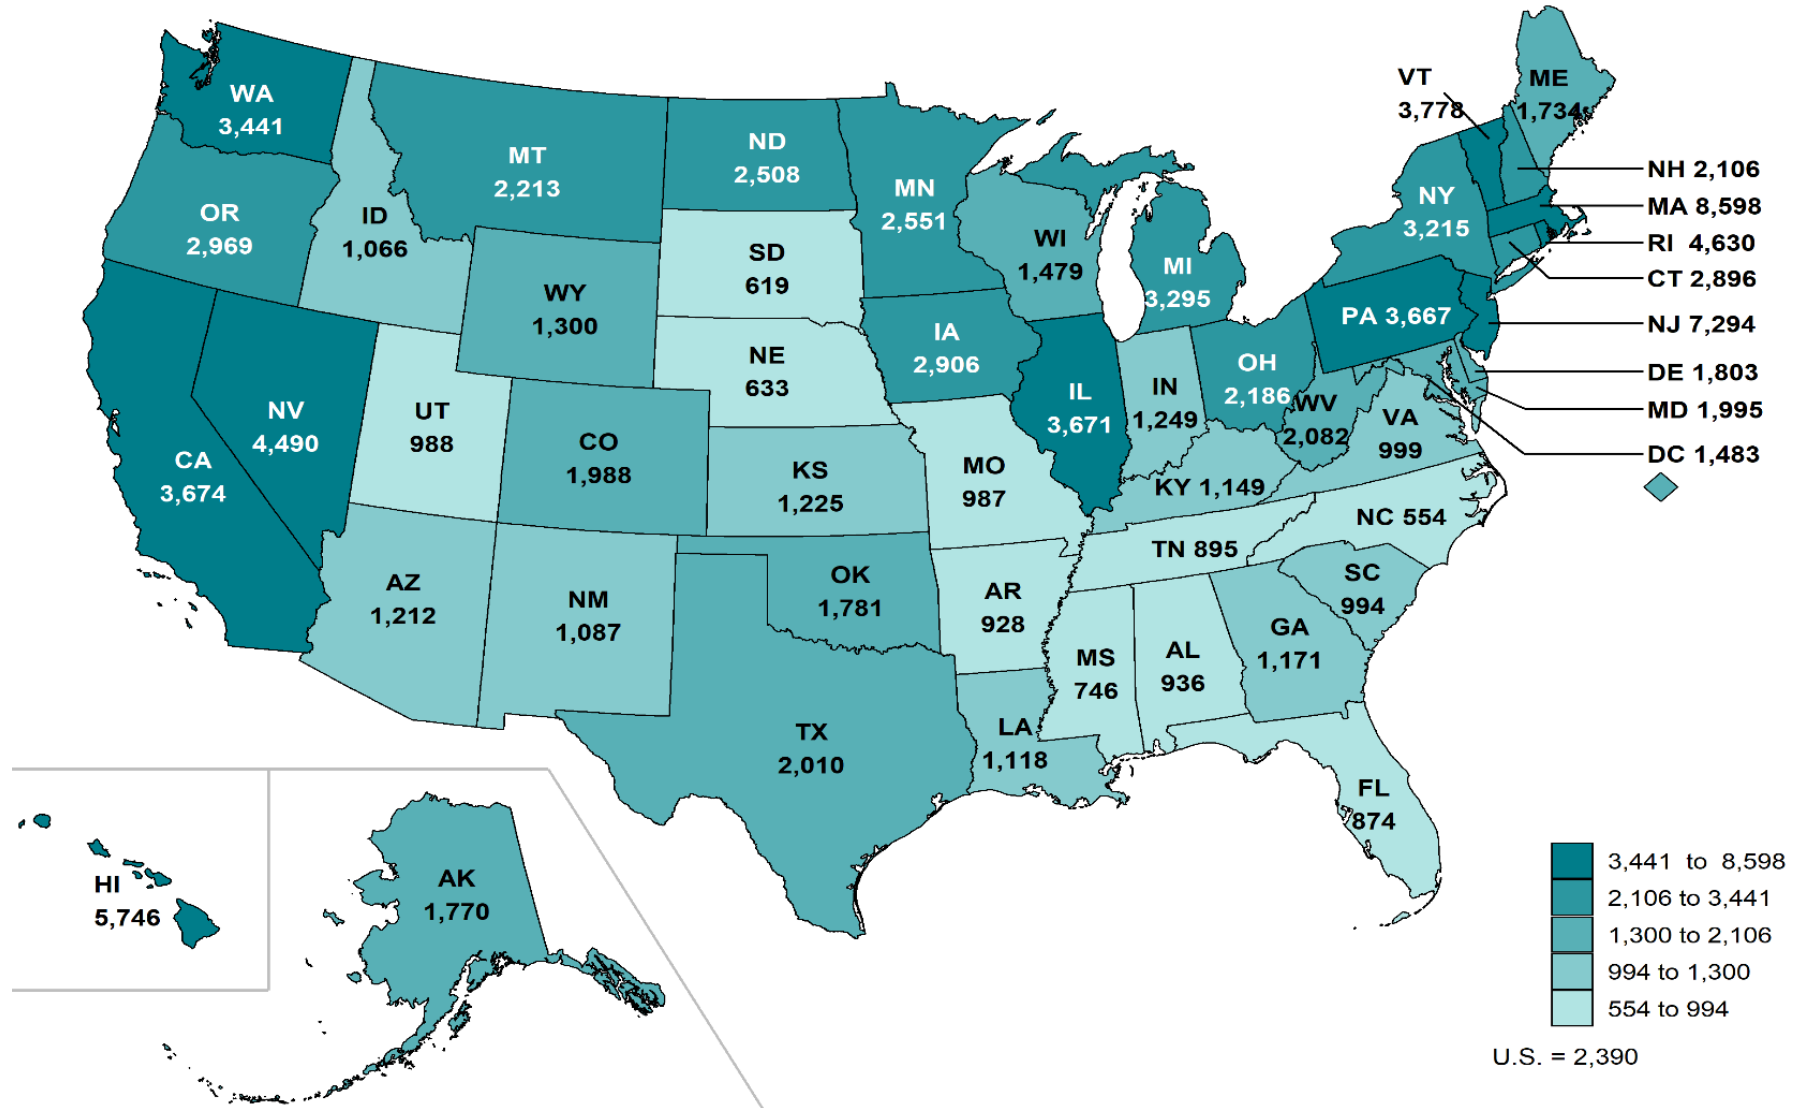 WA
3,441
OR
2,969
CA
3,674
NV
4,490
ID
1,066
MT
2,213
WY
1,300
UT
988
CO
1,988
AZ
1,212
NM
1,087
ND
2,508
SD
619
NE
633
KS
1,225
OK
1,781
TX
2,010
MN
2,551
IA
2,906
MO
987
AR
928
LA
1,118
WI
1,479
IL
3,671
MI
3,295
IN
1,249
OH
2,186
KY 1,149
TN 895
MS
746
AL
936
GA
1,171
FL
874
SC
994
NC 554
VA
999
WV
2,082
PA 3,667
NY
3,215
VT
3,778
ME
1,734
NH 2,106
MA 8,598
RI 4,630
CT 2,896
NJ 7,294
DE 1,803
MD 1,995
DC 1,483
HI
5,746
AK
1,770
3,441 to 8,598
2,106 to 3,441
1,300 to 2,106
994 to 1,300
554 to 994
U.S. = 2,390